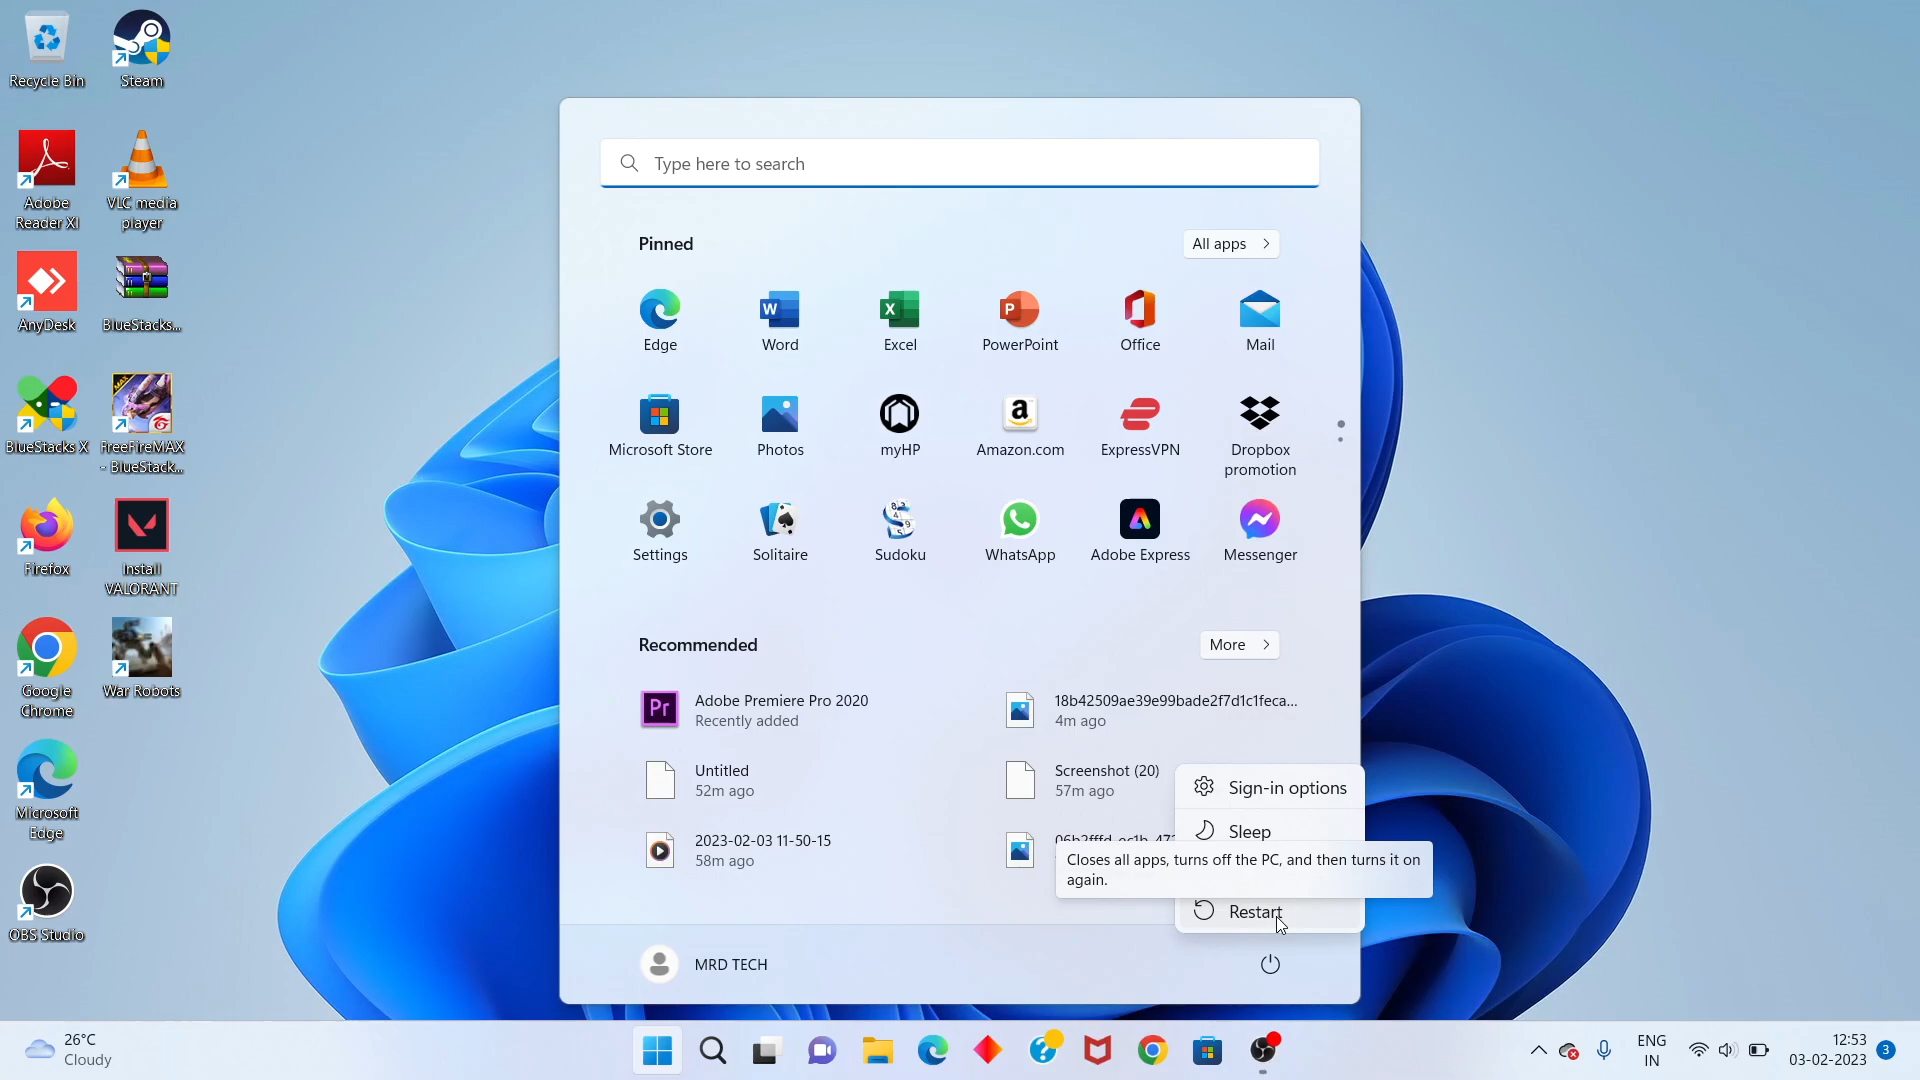 Recycle Bin
Steam
Adobe
Reader XI
VLC media
player
AnyDesk
BlueStacks...
BlueStacks X
FreeFireMAX
- BlueStack...
Firefox
Install
VALORANT
Google
Chrome
War Robots
Microsoft
Edge
OBS Studio
Type here to search
Pinned
All apps
Edge
Word
Excel
PowerPoint
Office
Mail
Microsoft Store
Photos
myHP
Amazon.com
ExpressVPN
Dropbox
promotion
Settings
Solitaire
Sudoku
WhatsApp
Adobe Express
Messenger
Recommended
More
Adobe Premiere Pro 2020
Recently added
18b42509ae39e99bade2f7d1c1feca...
4m ago
Untitled
52m ago
Screenshot (20)
57m ago
2023-02-03 11-50-15
58m ago
Sign-in options
Sleep
Closes all apps, turns off the PC, and then turns it on
again.
Restart
MRD TECH
26°C
Cloudy
ENG
IN
12:53
03-02-2023
3